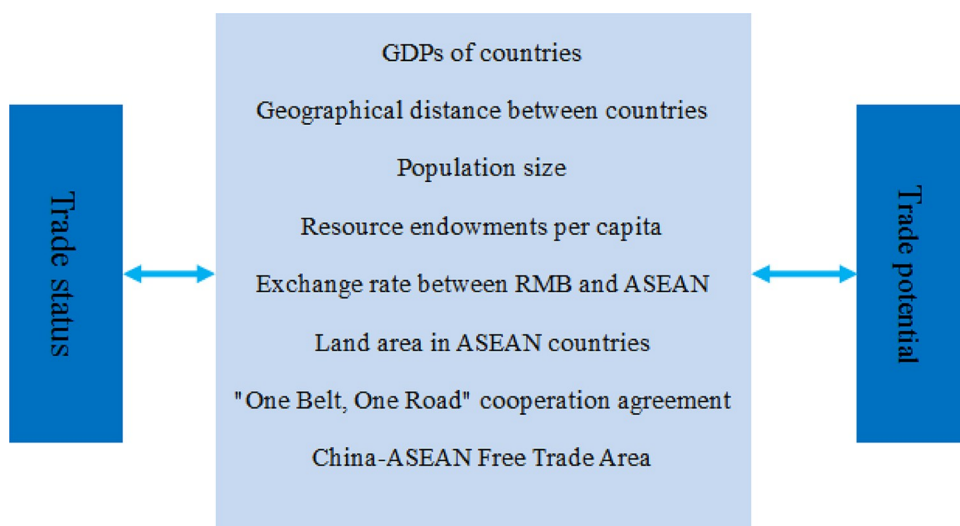 GDPs of countries
Geographical distance between countries
Population size
Resource endowments per capita
Exchange rate between RMB and ASEAN
Land area in ASEAN countries
"One Belt, One Road" cooperation agreement
China-ASEAN Free Trade Area
Trade status
Trade potential